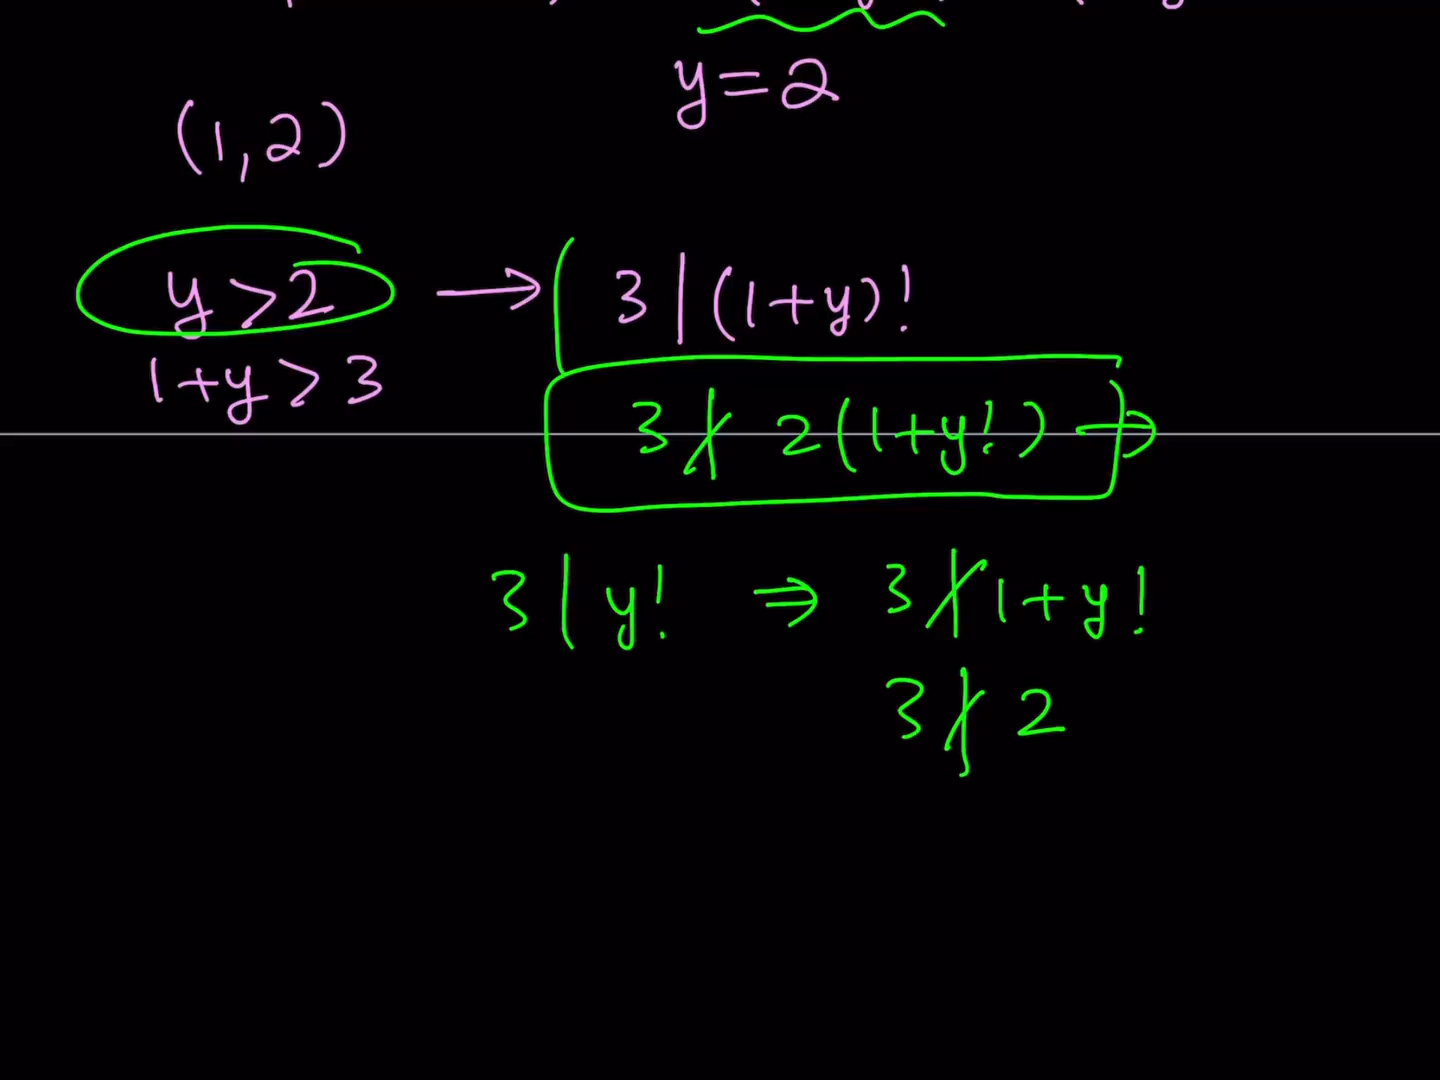 y=2
(1,2)
y>2 → 3 | (1+y)!
1+y>3
3 ∤ 2(1+y!) →
3 | y! ⇒ 3 ∤ 1+y!
3 ∤ 2